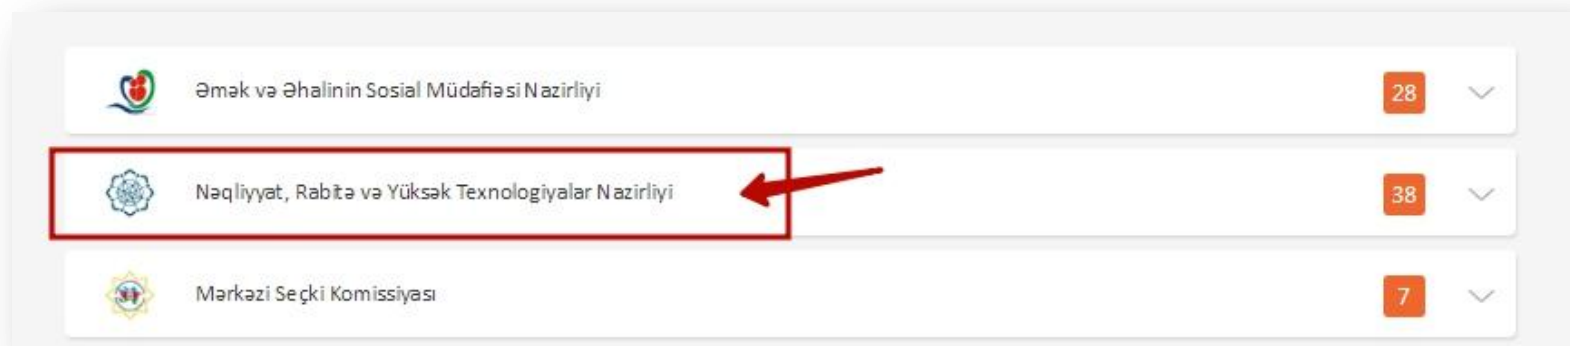 Əmək və Əhalinin Sosial Müdafiəsi Nazirliyi 28
Nəqliyyat, Rabitə və Yüksək Texnologiyalar Nazirliyi 38
Mərkəzi Seçki Komissiyası 7